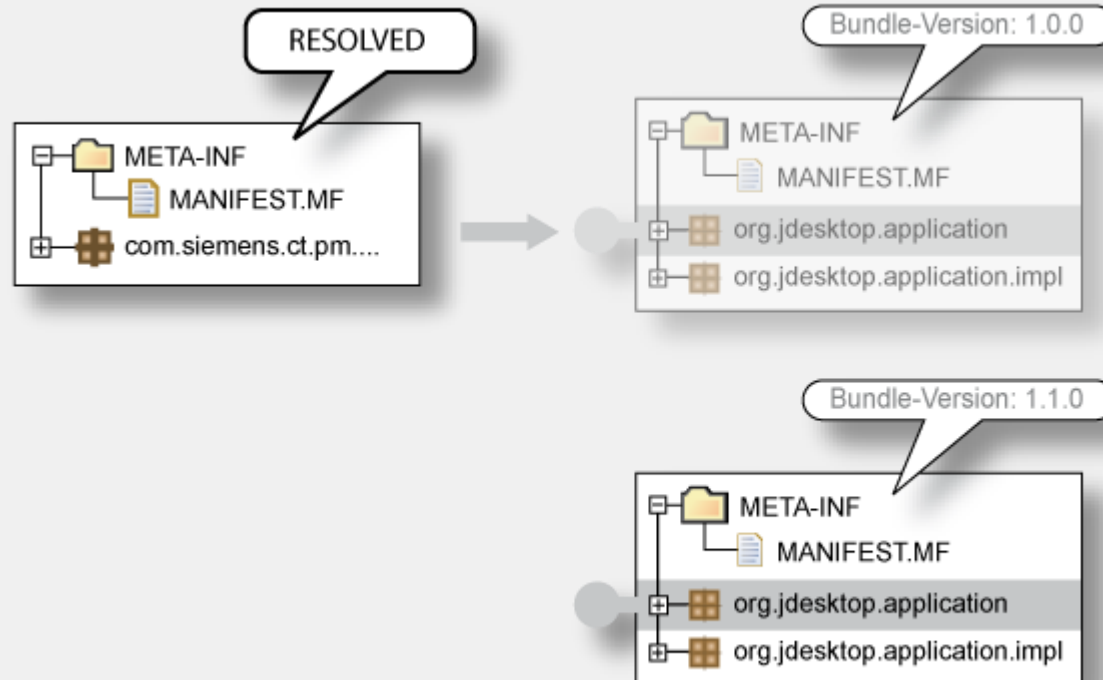 RESOLVED
META-INF
MANIFEST.MF
com.siemens.ct.pm....
Bundle-Version: 1.0.0
META-INF
MANIFEST.MF
org.jdesktop.application
org.jdesktop.application.impl
Bundle-Version: 1.1.0
META-INF
MANIFEST.MF
org.jdesktop.application
org.jdesktop.application.impl